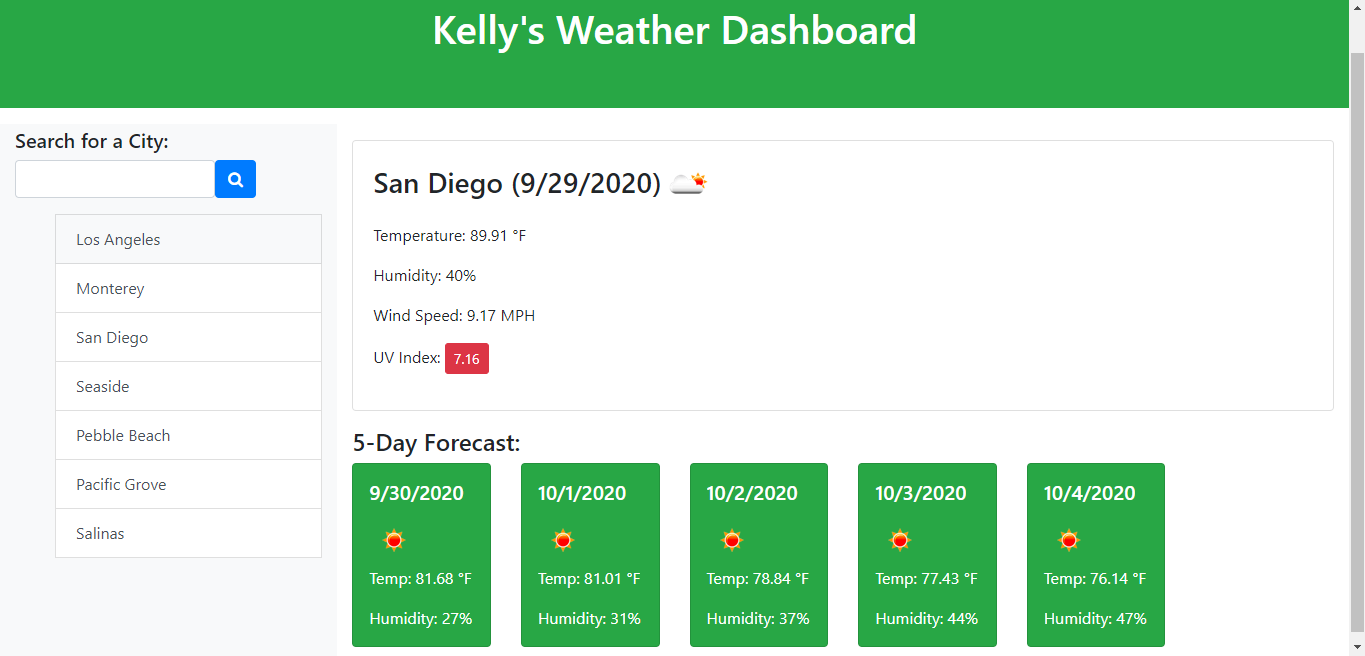 Kelly's Weather Dashboard
Search for a City:
Los Angeles
Monterey
San Diego
Seaside
Pebble Beach
Pacific Grove
Salinas
San Diego (9/29/2020)
Temperature: 89.91 °F
Humidity: 40%
Wind Speed: 9.17 MPH
UV Index: 7.16
5-Day Forecast:
9/30/2020
Temp: 81.68 °F
Humidity: 27%
10/1/2020
Temp: 81.01 °F
Humidity: 31%
10/2/2020
Temp: 78.84 °F
Humidity: 37%
10/3/2020
Temp: 77.43 °F
Humidity: 44%
10/4/2020
Temp: 76.14 °F
Humidity: 47%